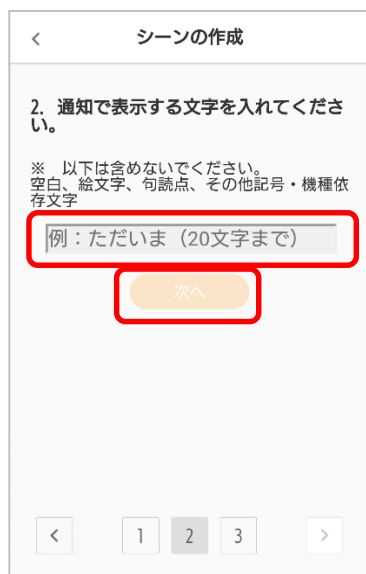 < シーンの作成
2. 通知で表示する文字を入れてくださ
い。
※ 以下は含めないでください。
空白、絵文字、句読点、その他記号・機種依
存文字
例：ただいま（20文字まで）
次へ
< 1 2 3 >